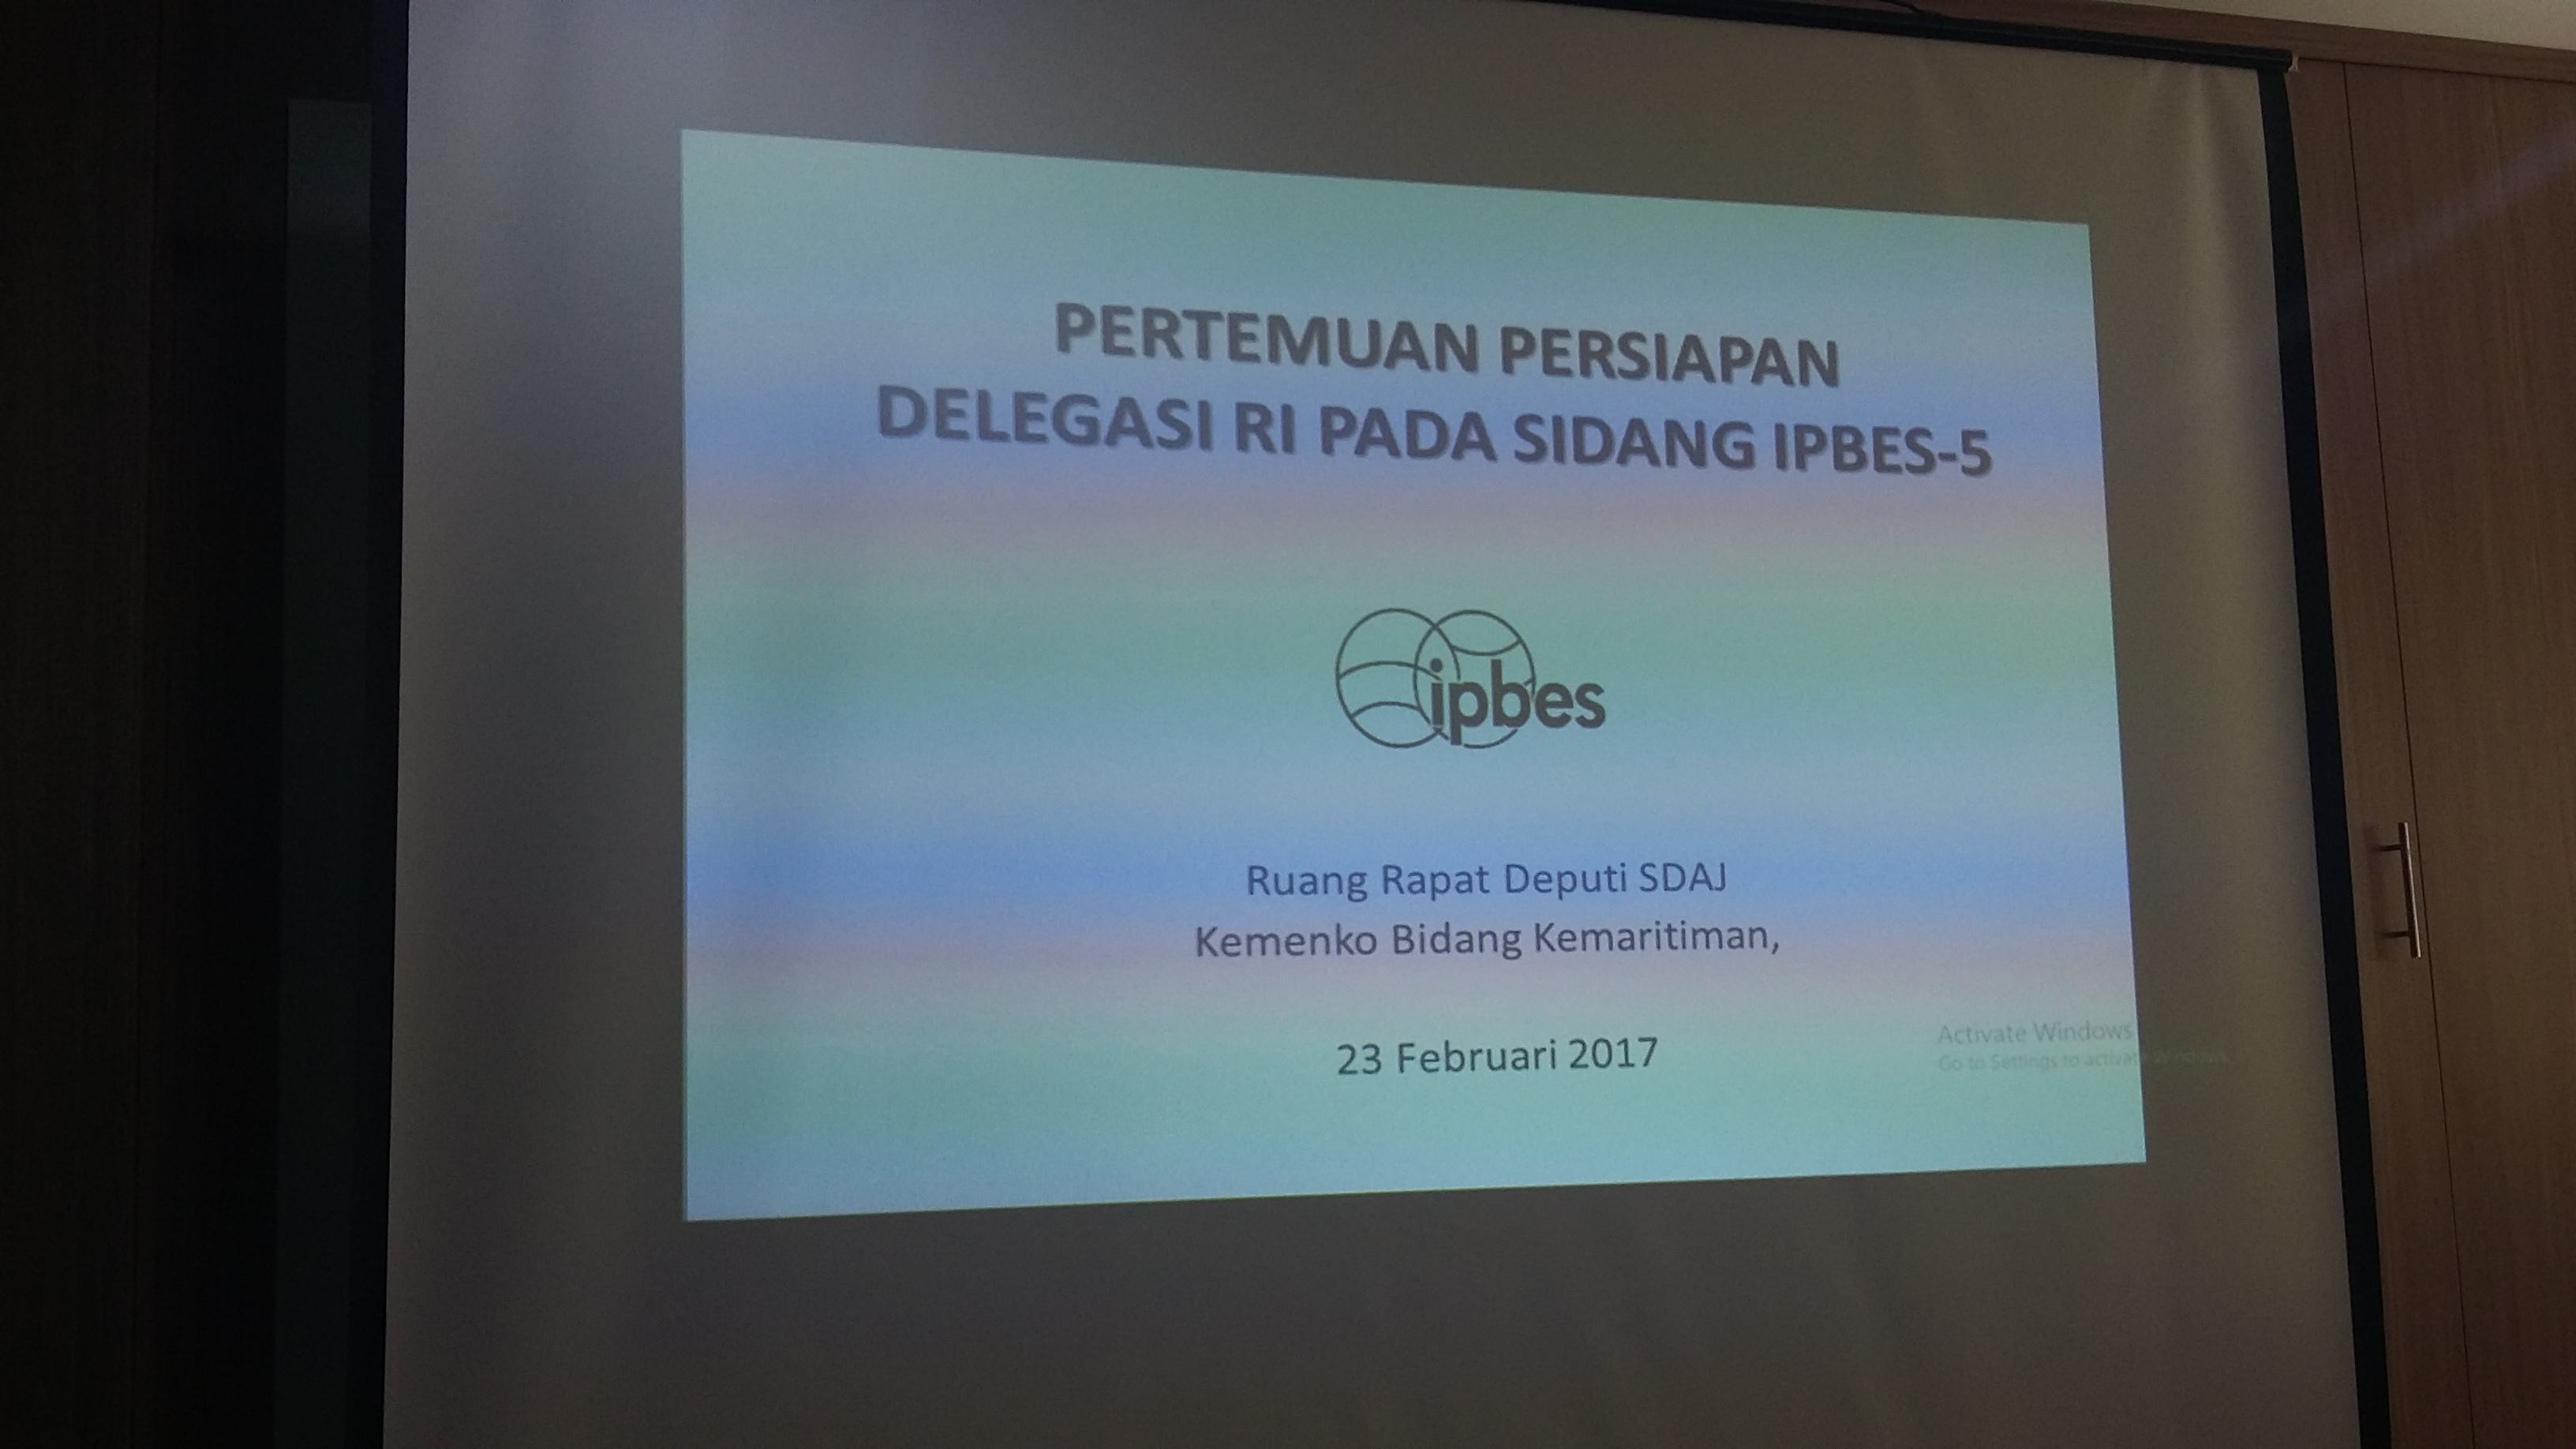 PERTEMUAN PERSIAPAN
DELEGASI RI PADA SIDANG IPBES-5
ipbes
Ruang Rapat Deputi SDAJ
Kemenko Bidang Kemaritiman,
23 Februari 2017
Activate Windows
Go to Settings to activate Windows